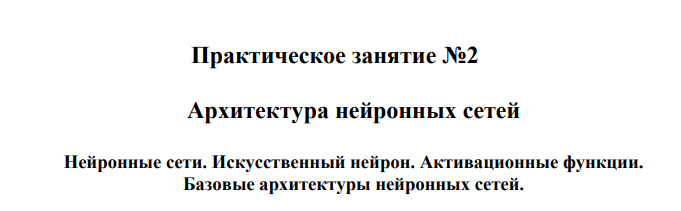 Практическое занятие №2
Архитектура нейронных сетей
Нейронные сети. Искусственный нейрон. Активационные функции.
Базовые архитектуры нейронных сетей.